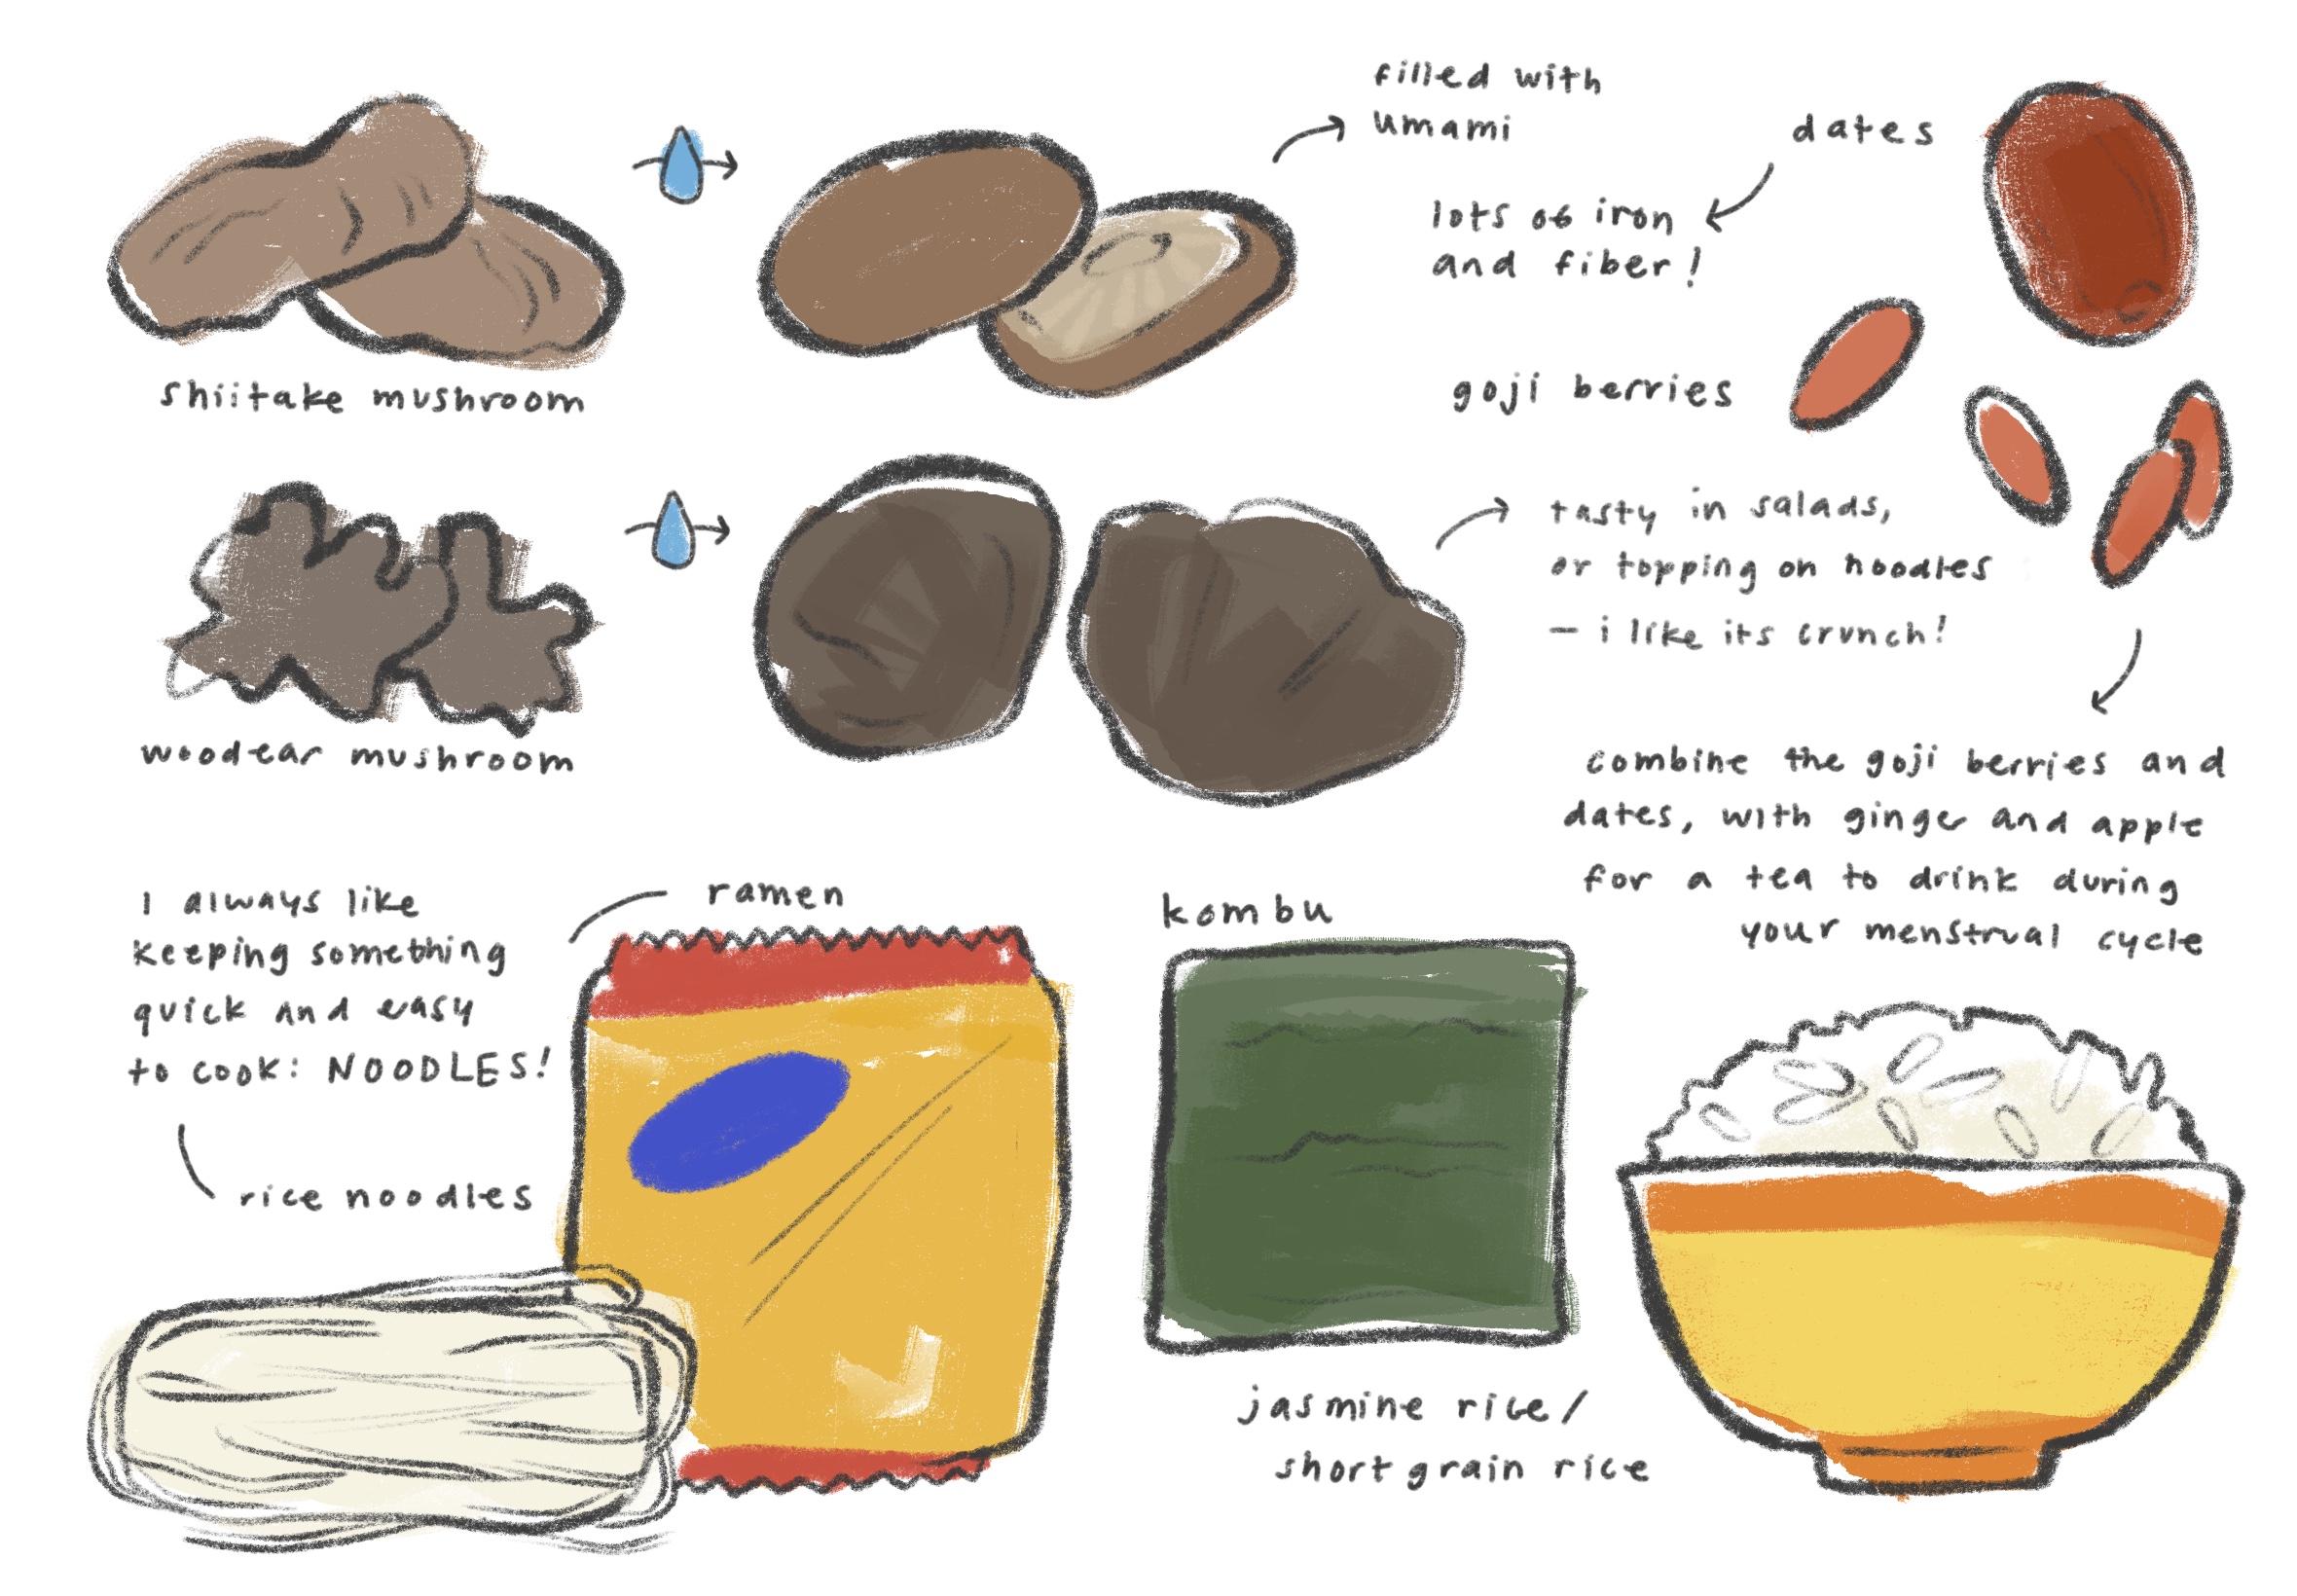 filled with
umami
dates
lots of iron
and fiber!
shiitake mushroom
goji berries
tasty in salads,
or topping on noodles
– i like its crunch!
woodear mushroom
combine the goji berries and
dates, with ginger and apple
for a tea to drink during
your menstrual cycle
I always like
keeping something
quick and easy
to cook: NOODLES!
ramen
kombu
rice noodles
jasmine rice/
short grain rice